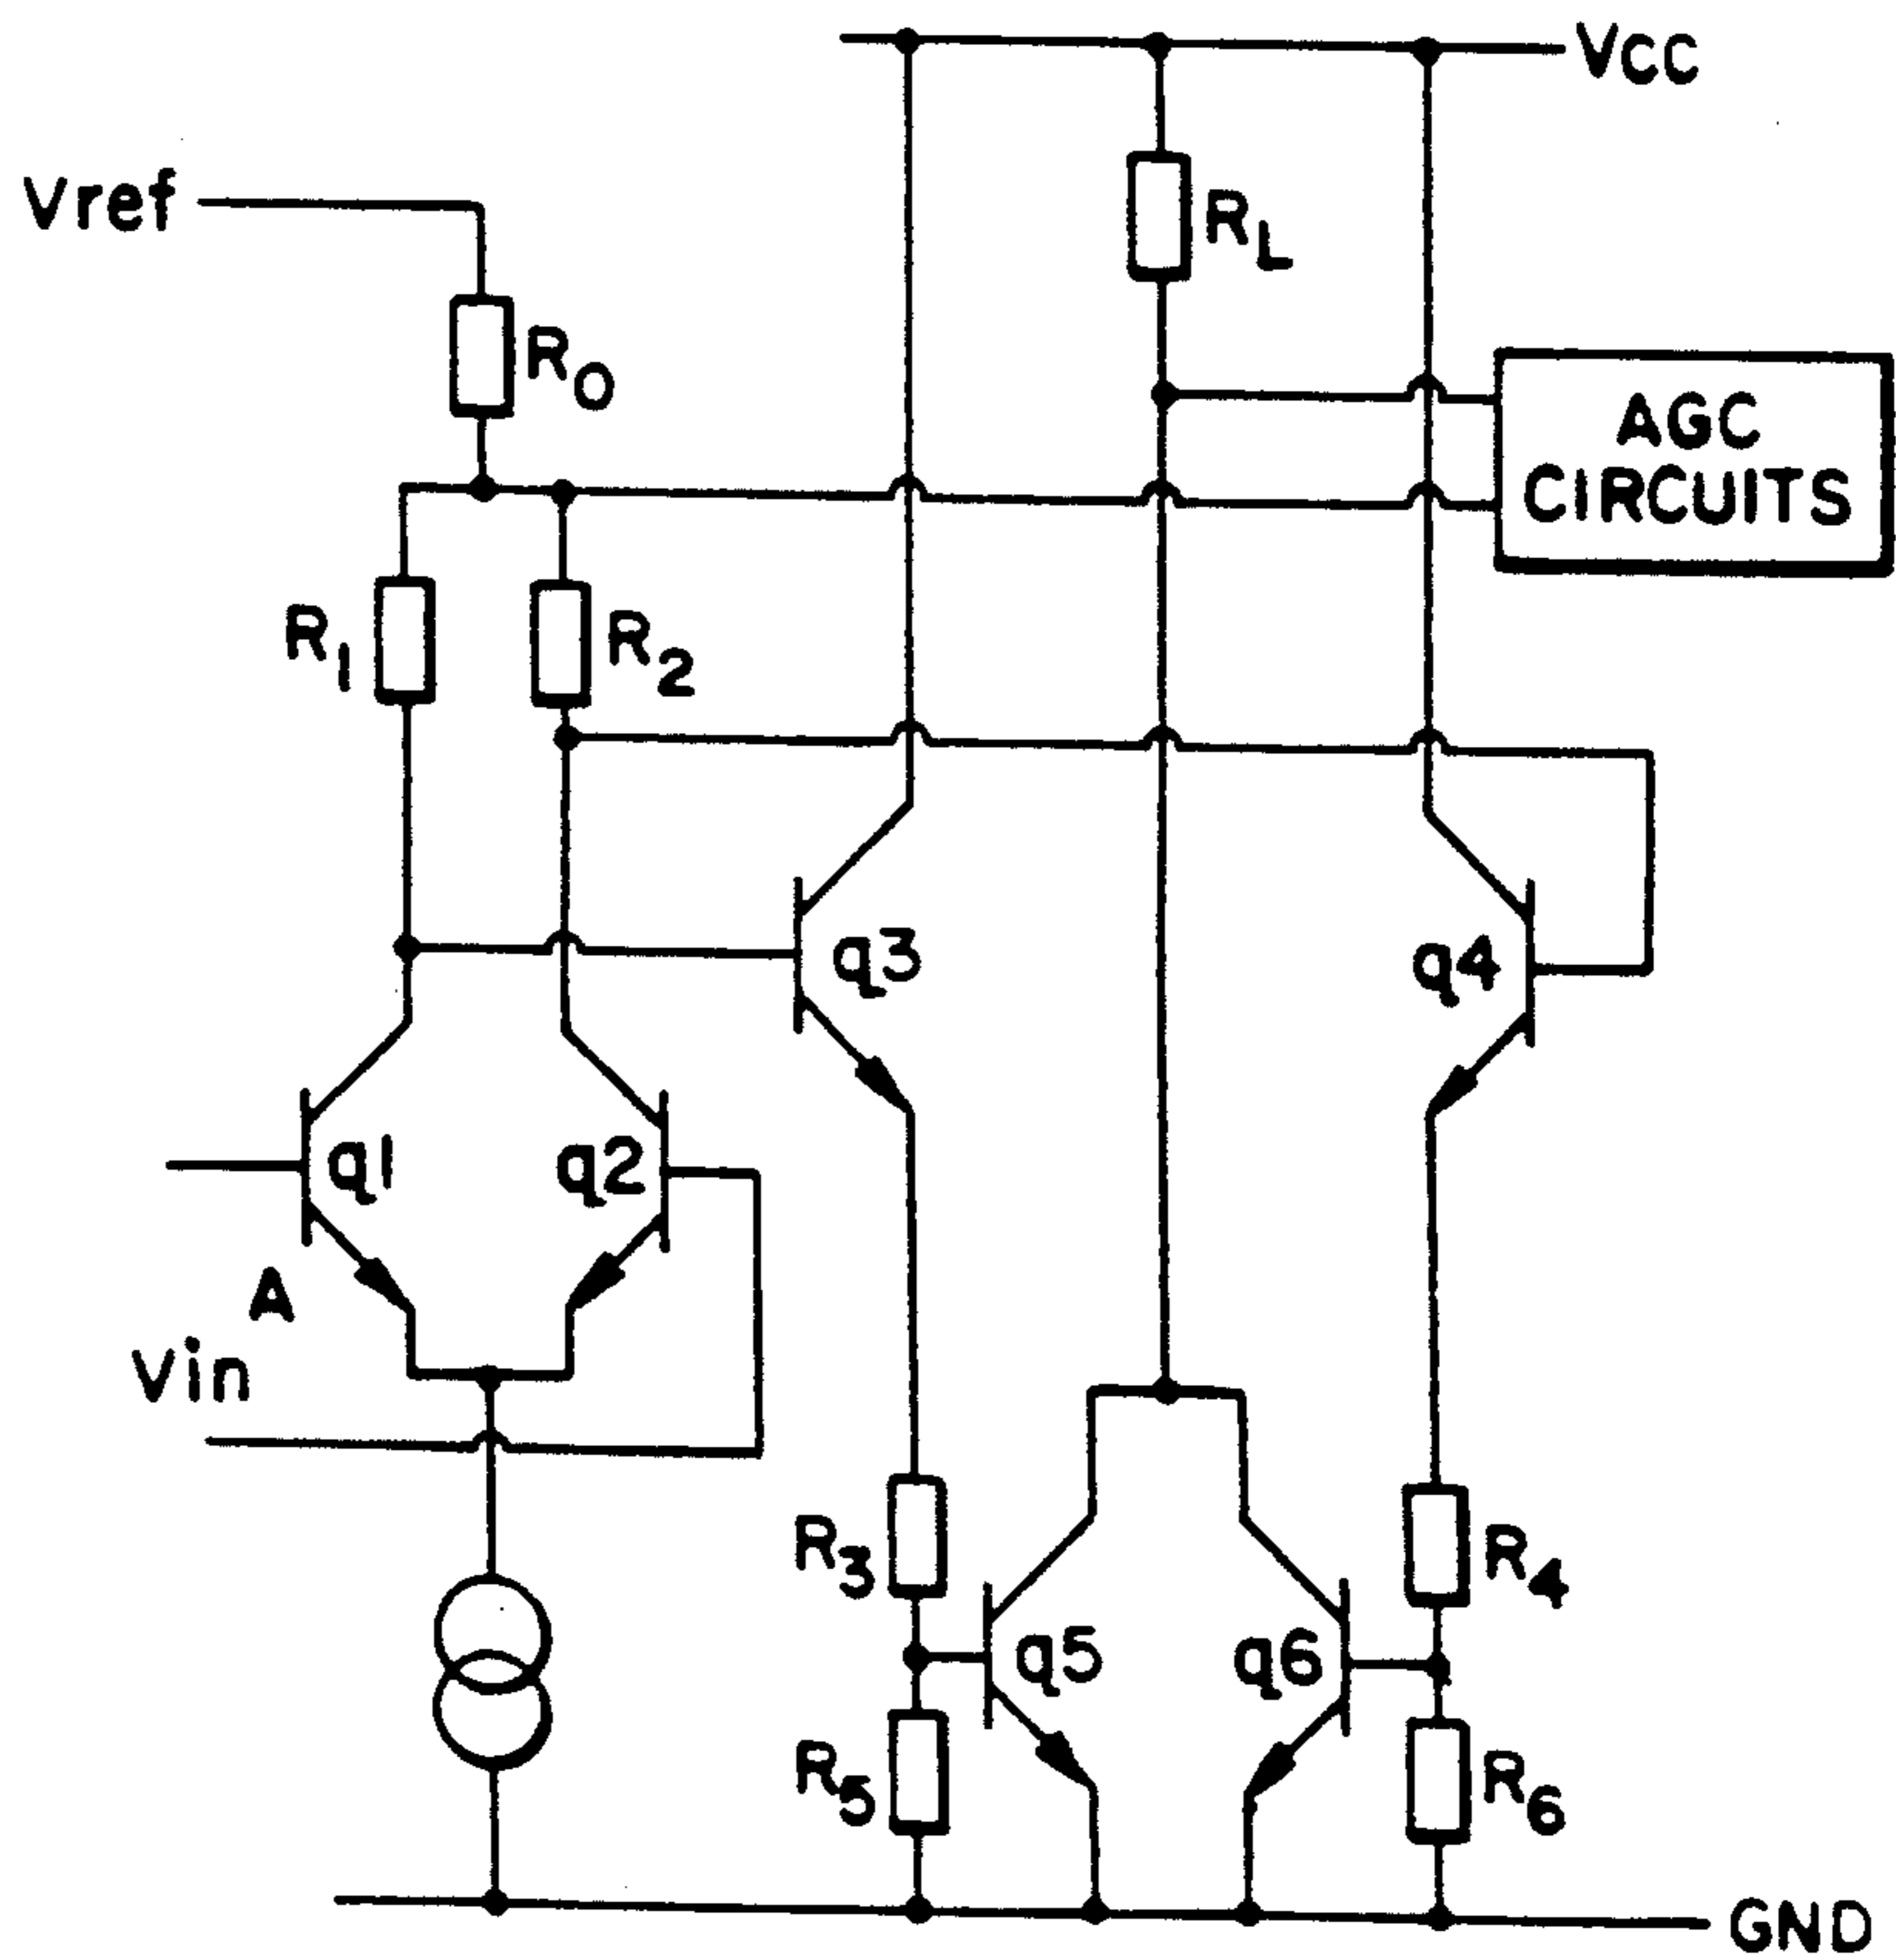 Vcc
Vref
RL
RO
AGC
CIRCUITS
R1
R2
q3
q4
q1
q2
A
Vin
R3
R4
q5
q6
R5
R6
GND